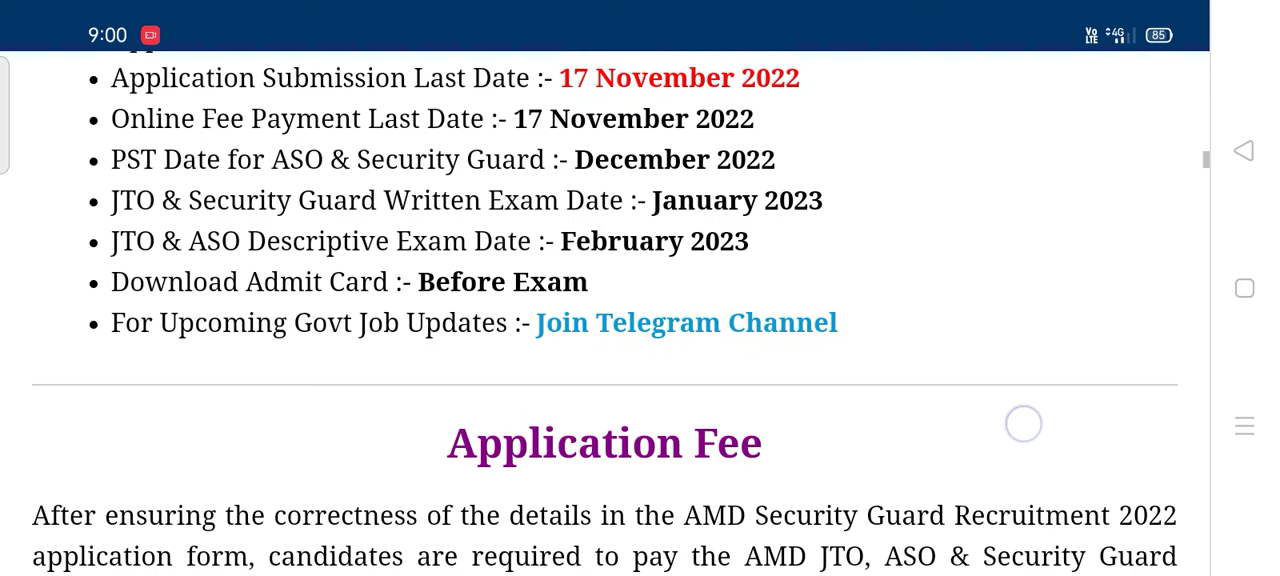 9:00
Vo LTE 4G 85
Application Submission Last Date :- 17 November 2022
Online Fee Payment Last Date :- 17 November 2022
PST Date for ASO & Security Guard :- December 2022
JTO & Security Guard Written Exam Date :- January 2023
JTO & ASO Descriptive Exam Date :- February 2023
Download Admit Card :- Before Exam
For Upcoming Govt Job Updates :- Join Telegram Channel
Application Fee
After ensuring the correctness of the details in the AMD Security Guard Recruitment 2022
application form, candidates are required to pay the AMD JTO, ASO & Security Guard